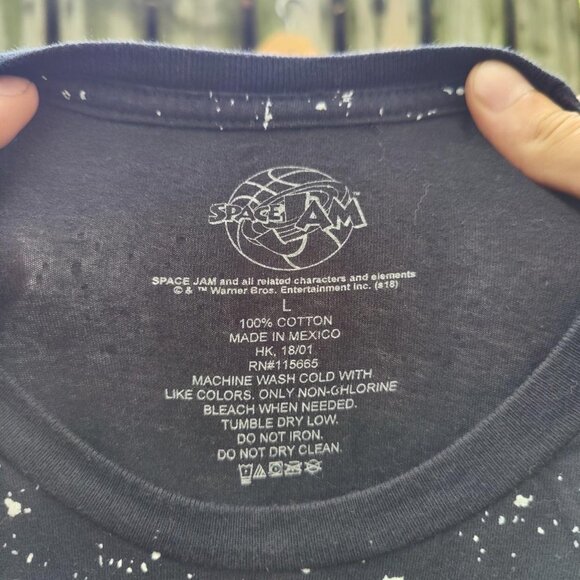 SPACE JAM™
SPACE JAM and all related characters and elements
© & ™ Warner Bros. Entertainment Inc. (s18)
L
100% COTTON
MADE IN MEXICO
HK, 18/01
RN#115665
MACHINE WASH COLD WITH
LIKE COLORS. ONLY NON-CHLORINE
BLEACH WHEN NEEDED.
TUMBLE DRY LOW.
DO NOT IRON.
DO NOT DRY CLEAN.